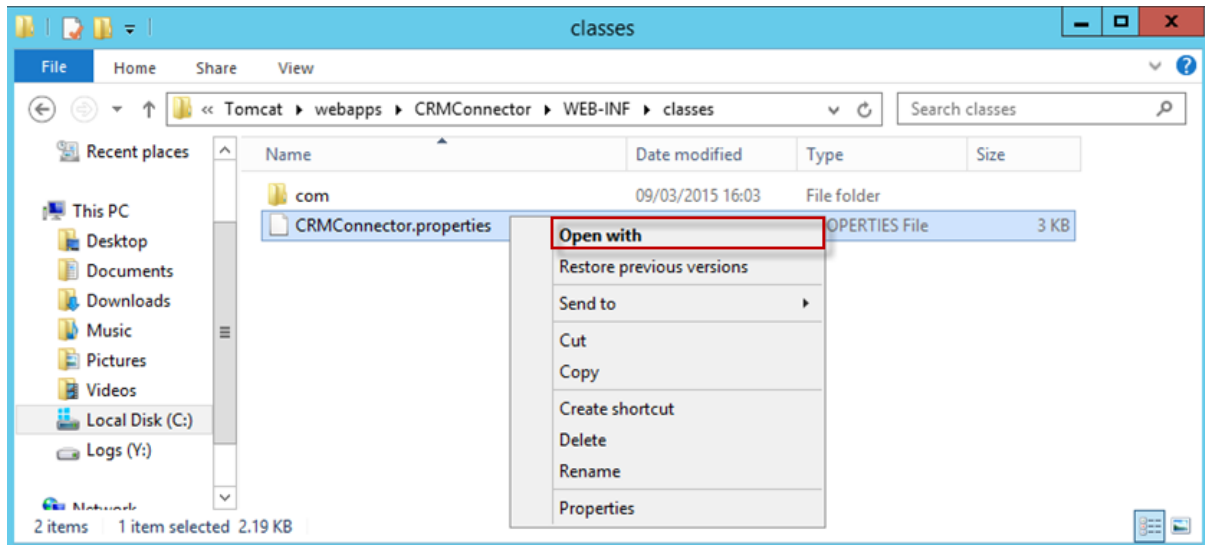 classes
File Home Share View
« Tomcat ▸ webapps ▸ CRMConnector ▸ WEB-INF ▸ classes Search classes
Recent places
This PC
Desktop
Documents
Downloads
Music
Pictures
Videos
Local Disk (C:)
Logs (Y:)
Network
Name Date modified Type Size
com 09/03/2015 16:03 File folder
CRMConnector.properties OPERTIES File 3 KB
Open with
Restore previous versions
Send to
Cut
Copy
Create shortcut
Delete
Rename
Properties
2 items 1 item selected 2.19 KB